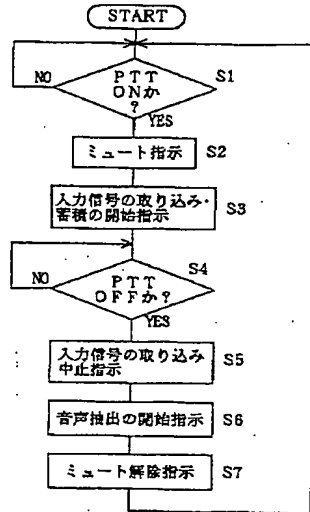 START
PTT
ONか
?
S1
NO
YES
ミュート指示 S2
入力信号の取り込み・
蓄積の開始指示
S3
PTT
OFFか?
S4
NO
YES
入力信号の取り込み
中止指示
S5
音声抽出の開始指示 S6
ミュート解除指示 S7